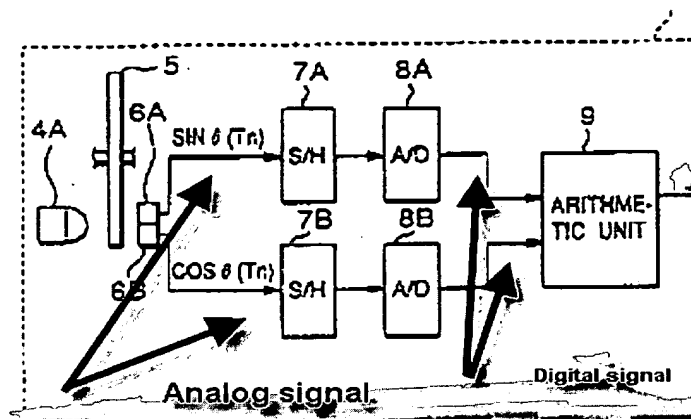 5
7A
8A
6A
9
4A
SIN θ (Tn)
S/H
A/D
ARITHME-
TIC UNIT
7B
8B
6B
COS θ (Tn)
S/H
A/D
Analog signal
Digital signal